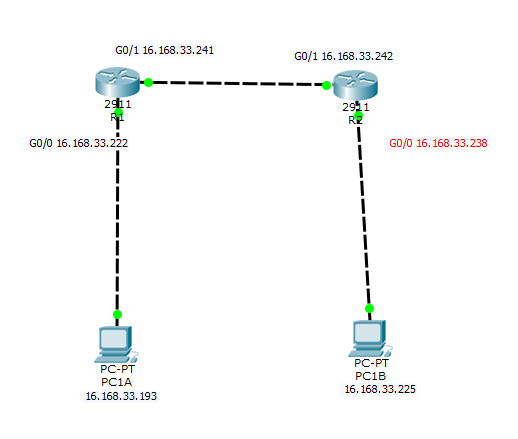 G0/1 16.168.33.241
G0/1 16.168.33.242
2911
R1
2911
R2
G0/0 16.168.33.222
G0/0 16.168.33.238
PC-PT
PC1A
16.168.33.193
PC-PT
PC1B
16.168.33.225